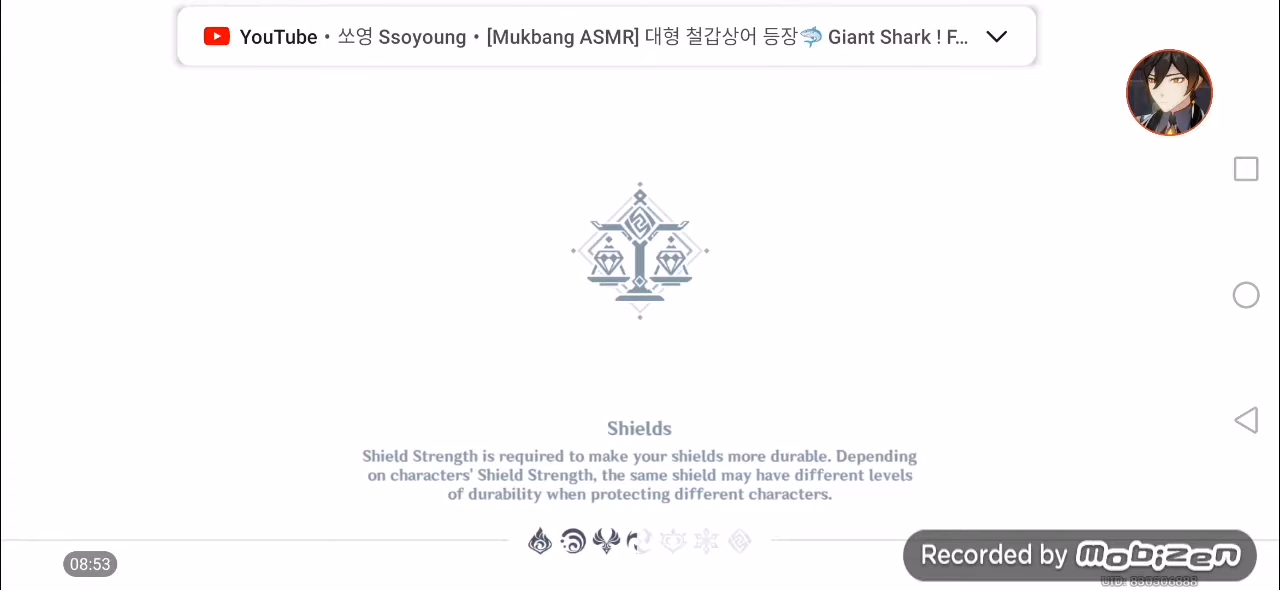 YouTube • 쏘영 Ssoyoung • [Mukbang ASMR] 대형 철갑상어 등장🦈 Giant Shark ! F...
Shields
Shield Strength is required to make your shields more durable. Depending
on characters' Shield Strength, the same shield may have different levels
of durability when protecting different characters.
08:53
Recorded by mobizen
UID: 830306888